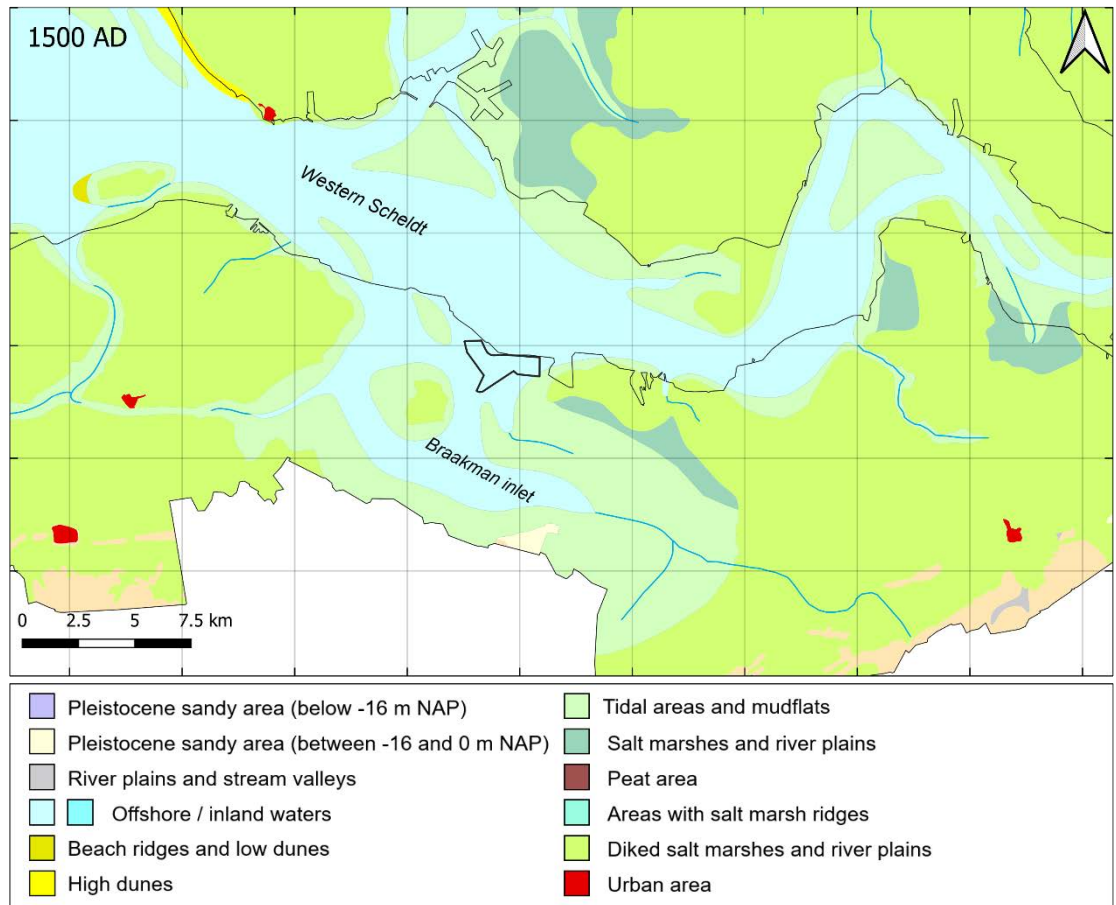 1500 AD
Western Scheldt
Braakman inlet
0 2.5 5 7.5 km
Pleistocene sandy area (below -16 m NAP)
Pleistocene sandy area (between -16 and 0 m NAP)
River plains and stream valleys
Offshore / inland waters
Beach ridges and low dunes
High dunes
Tidal areas and mudflats
Salt marshes and river plains
Peat area
Areas with salt marsh ridges
Diked salt marshes and river plains
Urban area